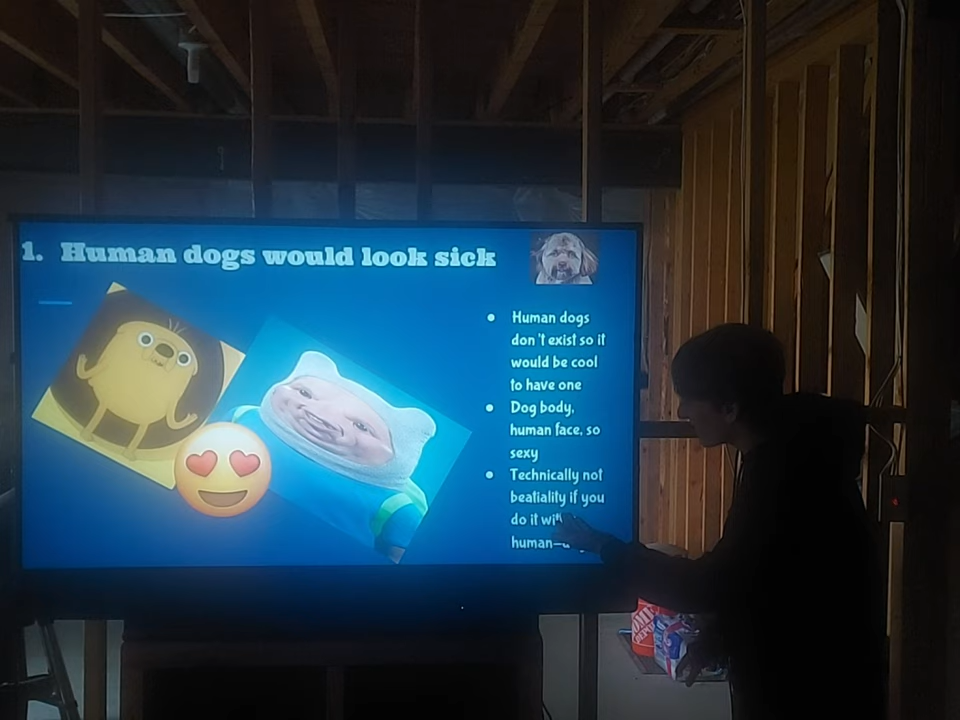 1. Human dogs would look sick
● Human dogs
don't exist so it
would be cool
to have one
● Dog body,
human face, so
sexy
● Technically not
beatiality if you
do it
human-